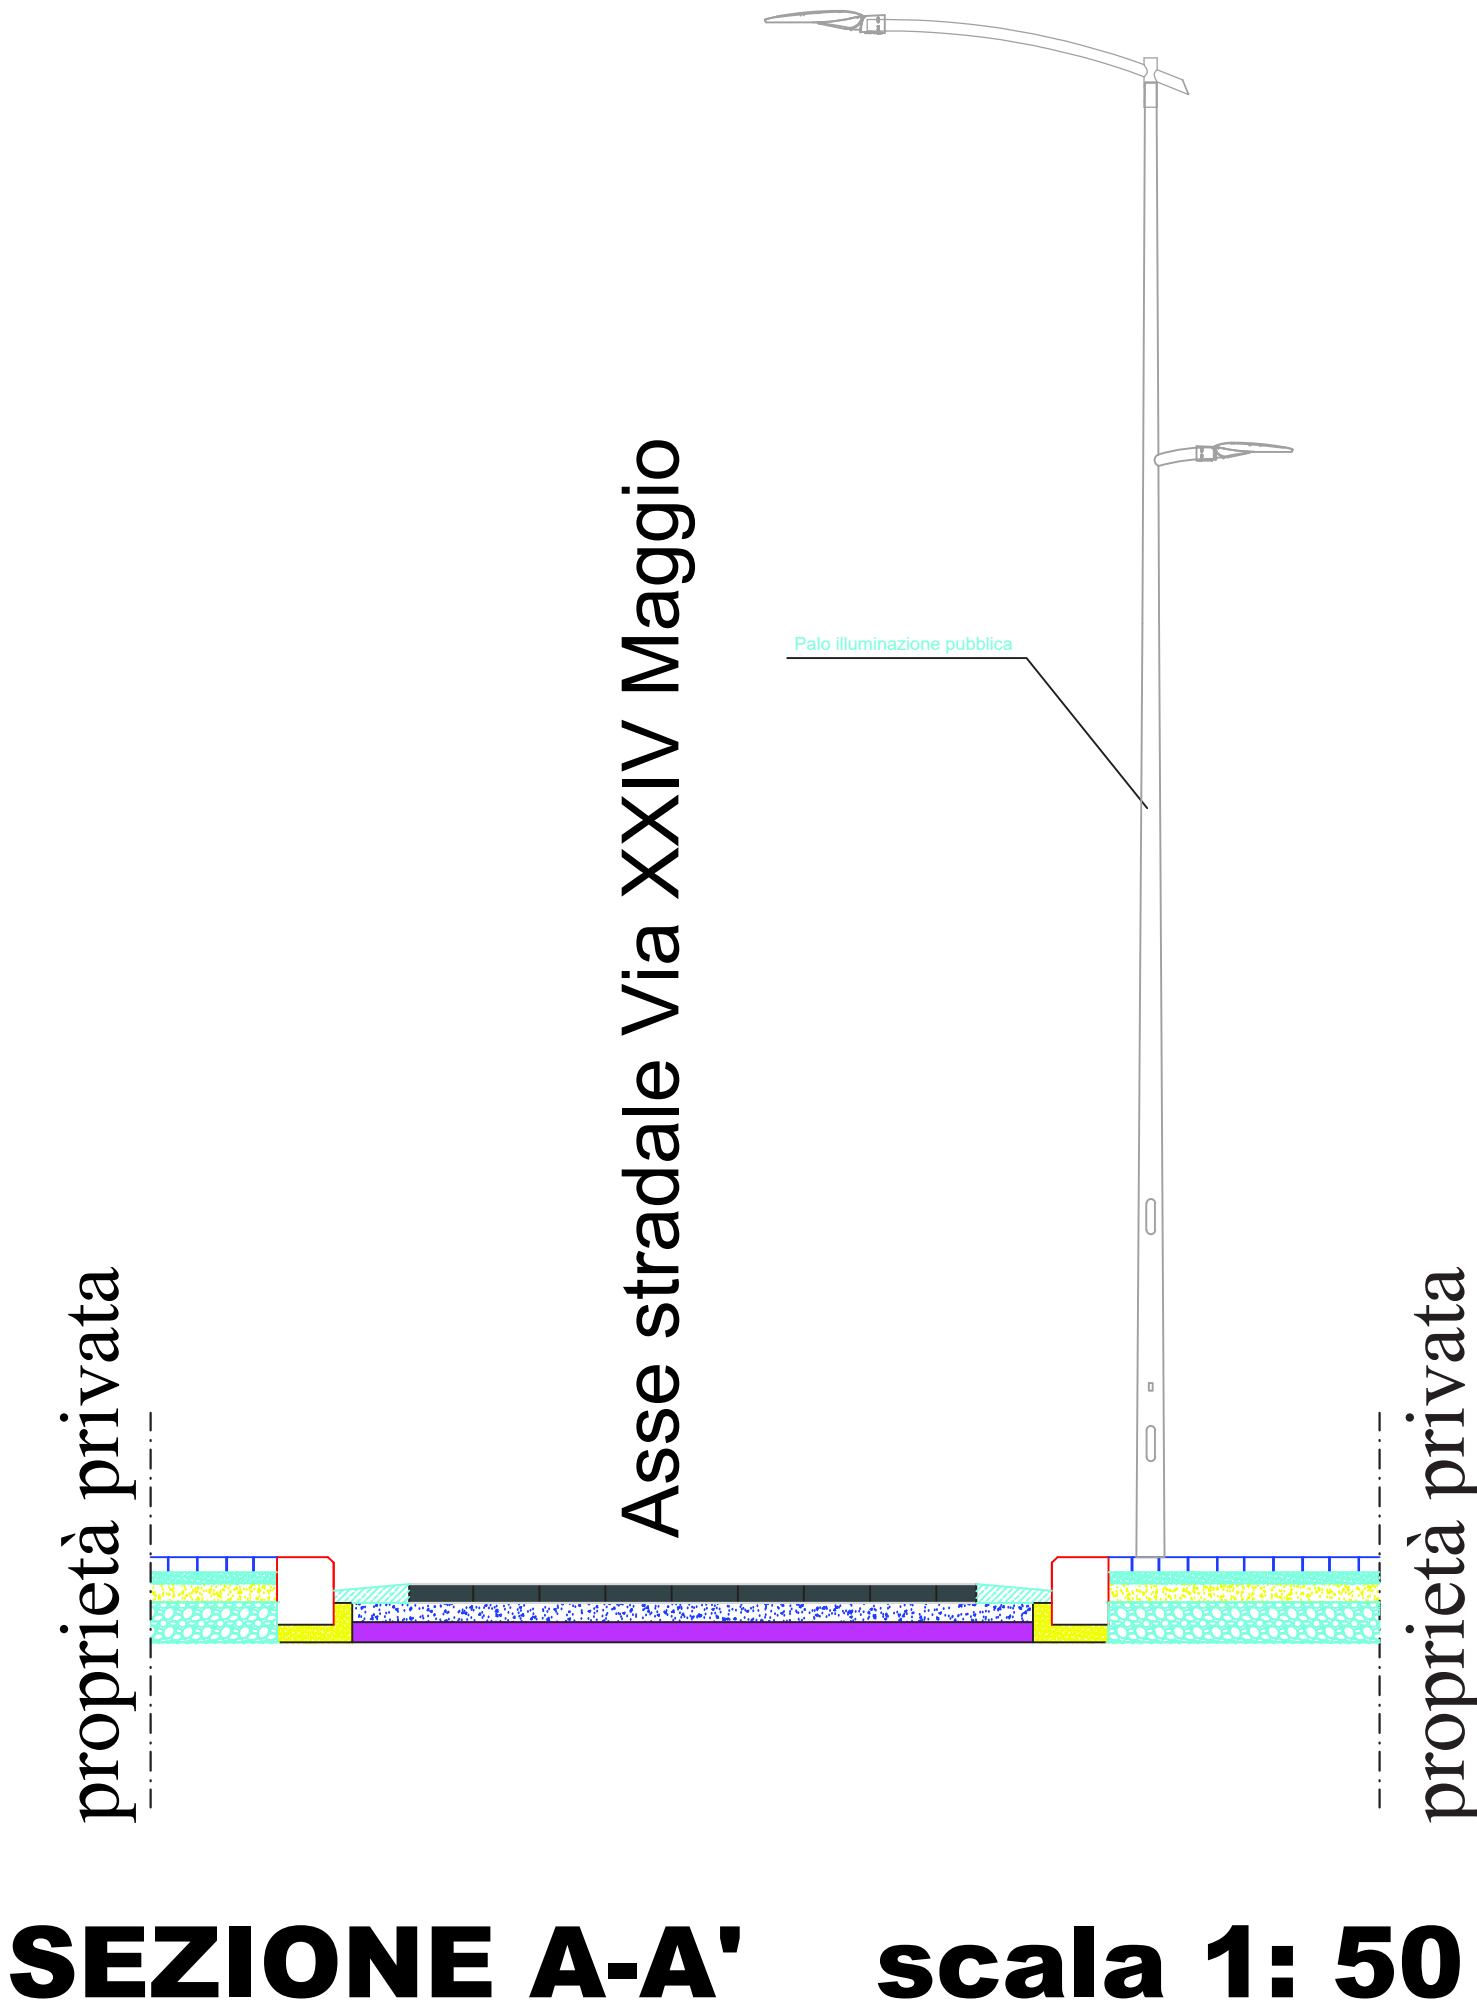 Palo illuminazione pubblica
Asse stradale Via XXIV Maggio
proprietà privata
proprietà privata
SEZIONE A-A' scala 1: 50